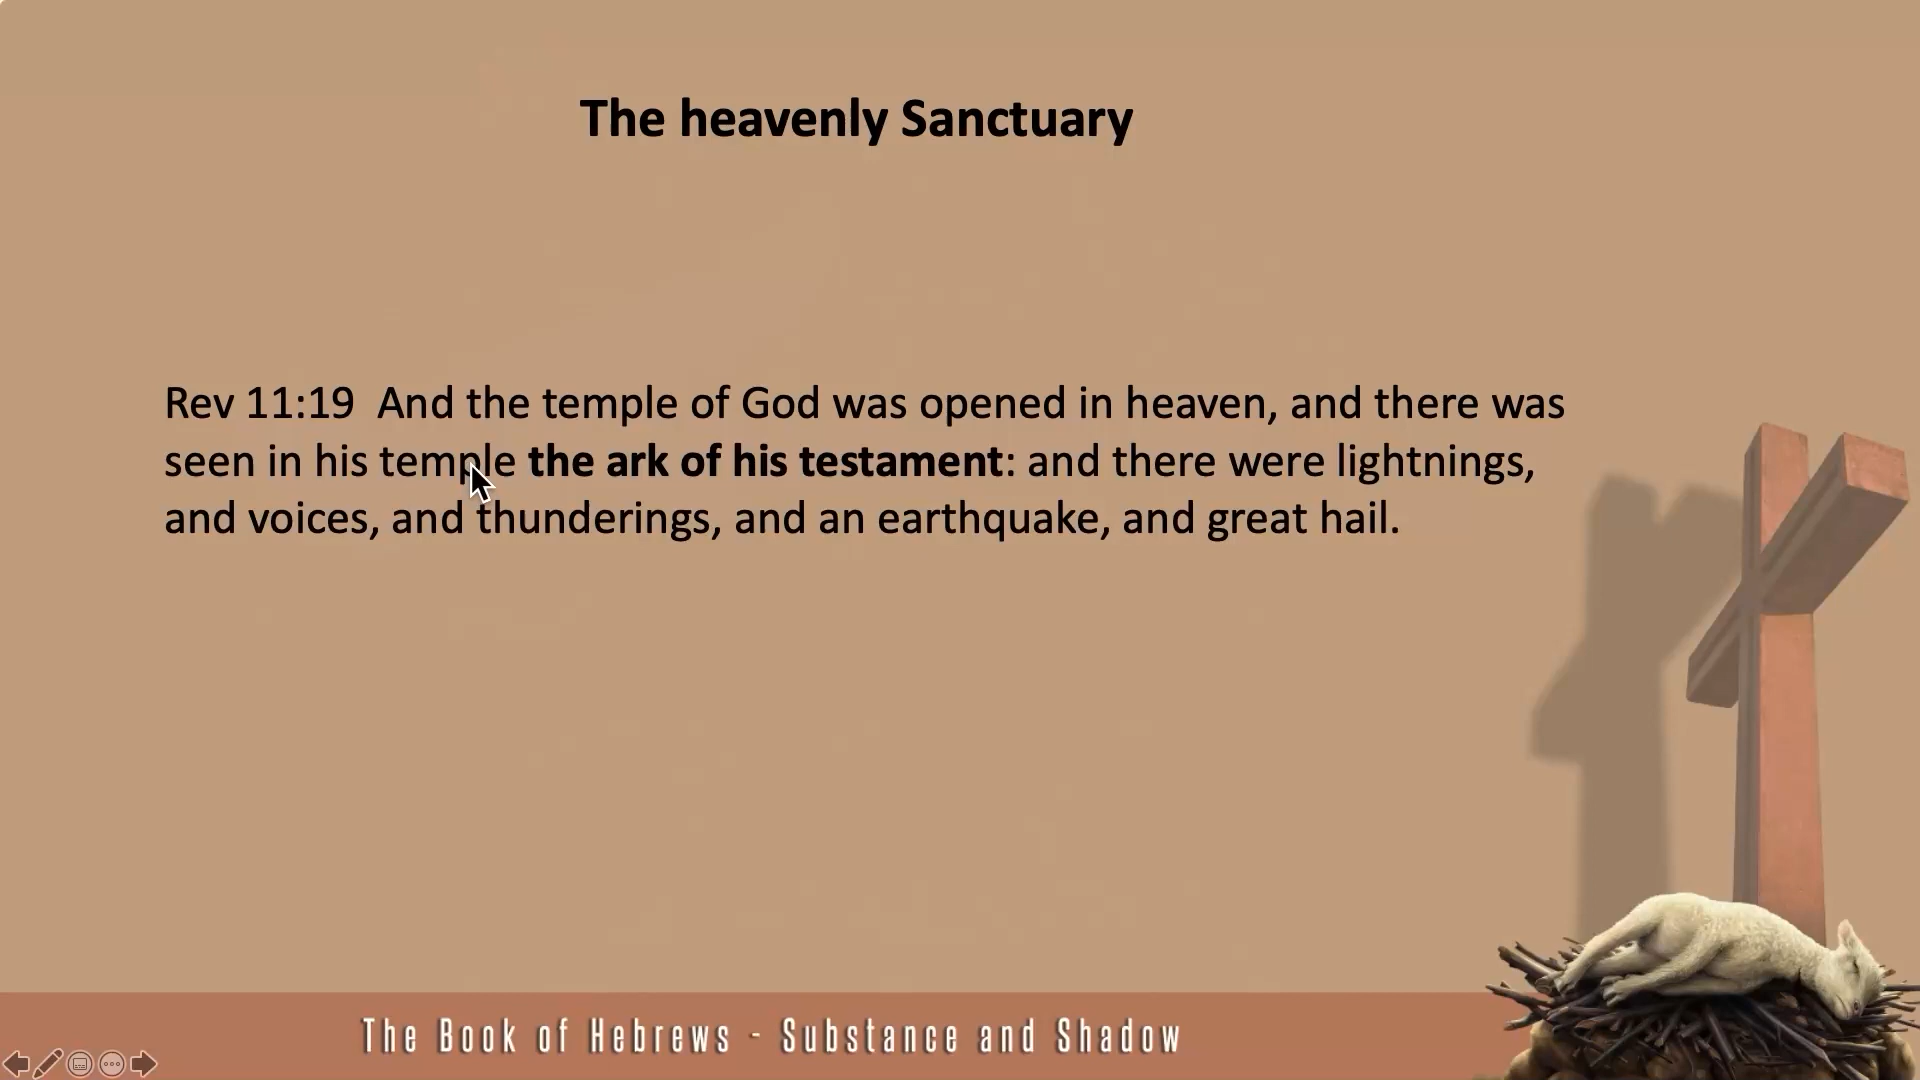 The heavenly Sanctuary
Rev 11:19  And the temple of God was opened in heaven, and there was
seen in his temple the ark of his testament: and there were lightnings,
and voices, and thunderings, and an earthquake, and great hail.
The Book of Hebrews - Substance and Shadow